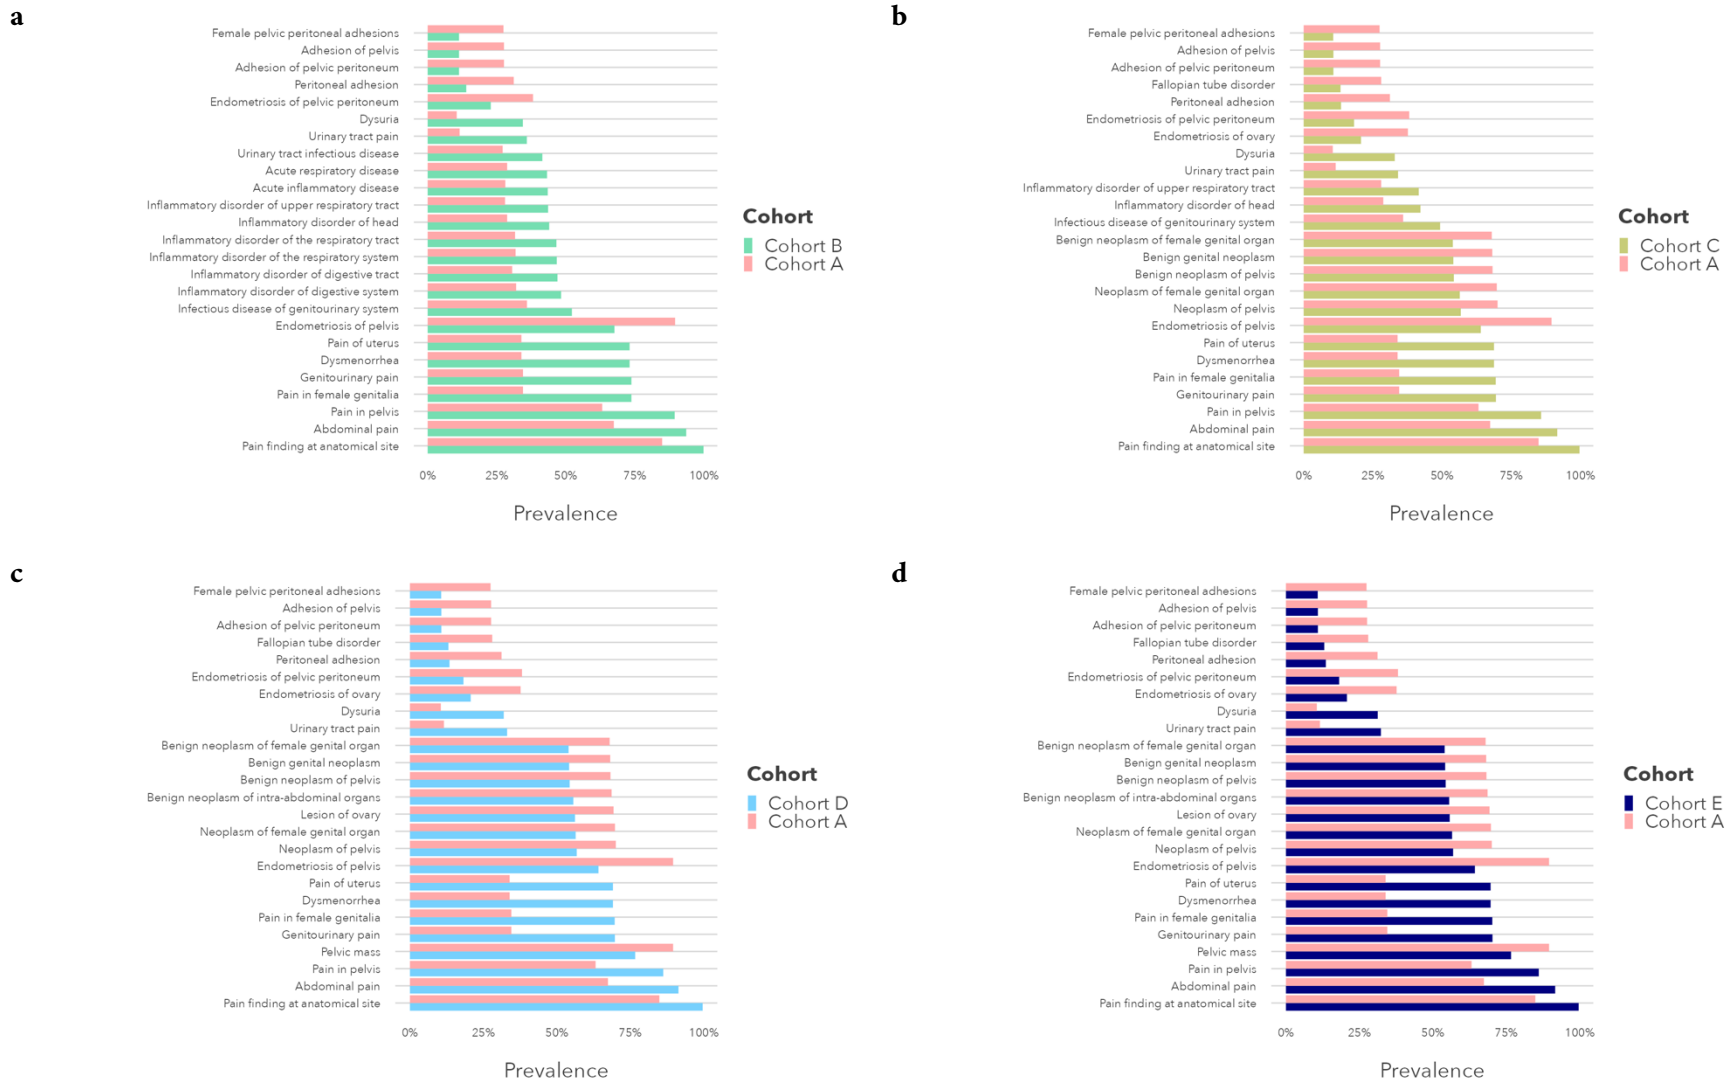 a
Female pelvic peritoneal adhesions
Adhesion of pelvis
Adhesion of pelvic peritoneum
Peritoneal adhesion
Endometriosis of pelvic peritoneum
Dysuria
Urinary tract pain
Urinary tract infectious disease
Acute respiratory disease
Acute inflammatory disease
Inflammatory disorder of upper respiratory tract
Inflammatory disorder of head
Inflammatory disorder of the respiratory tract
Inflammatory disorder of the respiratory system
Inflammatory disorder of digestive tract
Inflammatory disorder of digestive system
Infectious disease of genitourinary system
Endometriosis of pelvis
Pain of uterus
Dysmenorrhea
Genitourinary pain
Pain in female genitalia
Pain in pelvis
Abdominal pain
Pain finding at anatomical site
0% 25% 50% 75% 100%
Prevalence
Cohort
Cohort B
Cohort A
b
Female pelvic peritoneal adhesions
Adhesion of pelvis
Adhesion of pelvic peritoneum
Fallopian tube disorder
Peritoneal adhesion
Endometriosis of pelvic peritoneum
Endometriosis of ovary
Dysuria
Urinary tract pain
Inflammatory disorder of upper respiratory tract
Inflammatory disorder of head
Infectious disease of genitourinary system
Benign neoplasm of female genital organ
Benign genital neoplasm
Benign neoplasm of pelvis
Neoplasm of female genital organ
Neoplasm of pelvis
Endometriosis of pelvis
Pain of uterus
Dysmenorrhea
Pain in female genitalia
Genitourinary pain
Pain in pelvis
Abdominal pain
Pain finding at anatomical site
0% 25% 50% 75% 100%
Prevalence
Cohort
Cohort C
Cohort A
c
Female pelvic peritoneal adhesions
Adhesion of pelvis
Adhesion of pelvic peritoneum
Fallopian tube disorder
Peritoneal adhesion
Endometriosis of pelvic peritoneum
Endometriosis of ovary
Dysuria
Urinary tract pain
Benign neoplasm of female genital organ
Benign genital neoplasm
Benign neoplasm of pelvis
Benign neoplasm of intra-abdominal organs
Lesion of ovary
Neoplasm of female genital organ
Neoplasm of pelvis
Endometriosis of pelvis
Pain of uterus
Dysmenorrhea
Pain in female genitalia
Genitourinary pain
Pelvic mass
Pain in pelvis
Abdominal pain
Pain finding at anatomical site
0% 25% 50% 75% 100%
Prevalence
Cohort
Cohort D
Cohort A
d
Female pelvic peritoneal adhesions
Adhesion of pelvis
Adhesion of pelvic peritoneum
Fallopian tube disorder
Peritoneal adhesion
Endometriosis of pelvic peritoneum
Endometriosis of ovary
Dysuria
Urinary tract pain
Benign neoplasm of female genital organ
Benign genital neoplasm
Benign neoplasm of pelvis
Benign neoplasm of intra-abdominal organs
Lesion of ovary
Neoplasm of female genital organ
Neoplasm of pelvis
Endometriosis of pelvis
Pain of uterus
Dysmenorrhea
Pain in female genitalia
Genitourinary pain
Pelvic mass
Pain in pelvis
Abdominal pain
Pain finding at anatomical site
0% 25% 50% 75% 100%
Prevalence
Cohort
Cohort E
Cohort A